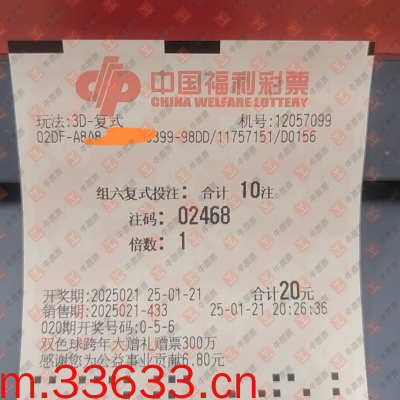 中国福利彩票
CHINA WELFARE LOTTERY
玩法:3D-复式 机号:12057099
02DF-A808 0399-98DD/11757151/D0156
组六复式投注: 合计 10注
注码: 02468
倍数: 1
开奖期:2025021 25-01-21 合计20元
销售期:2025021-433 25-01-21 20:26:36
020期开奖号码:0-5-6
双色球跨年大赠礼赠票300万
感谢您为公益事业贡献6.80元
m.33633.cn